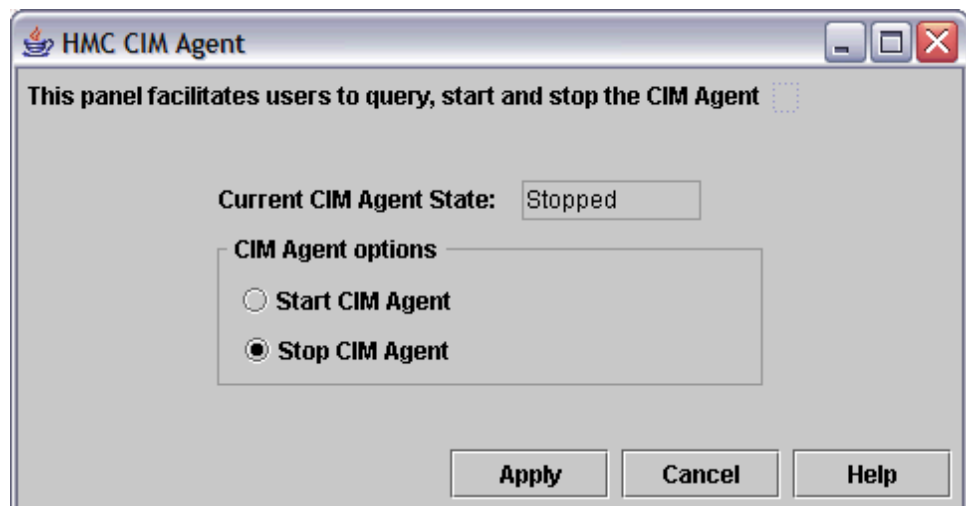 HMC CIM Agent
This panel facilitates users to query, start and stop the CIM Agent
Current CIM Agent State: Stopped
CIM Agent options
Start CIM Agent
Stop CIM Agent
Apply Cancel Help